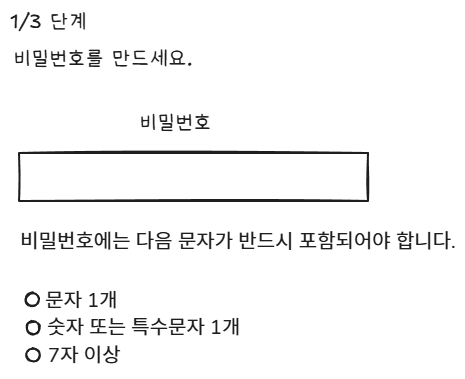 1/3 단계
비밀번호를 만드세요.
비밀번호
비밀번호에는 다음 문자가 반드시 포함되어야 합니다.
문자 1개
숫자 또는 특수문자 1개
7자 이상